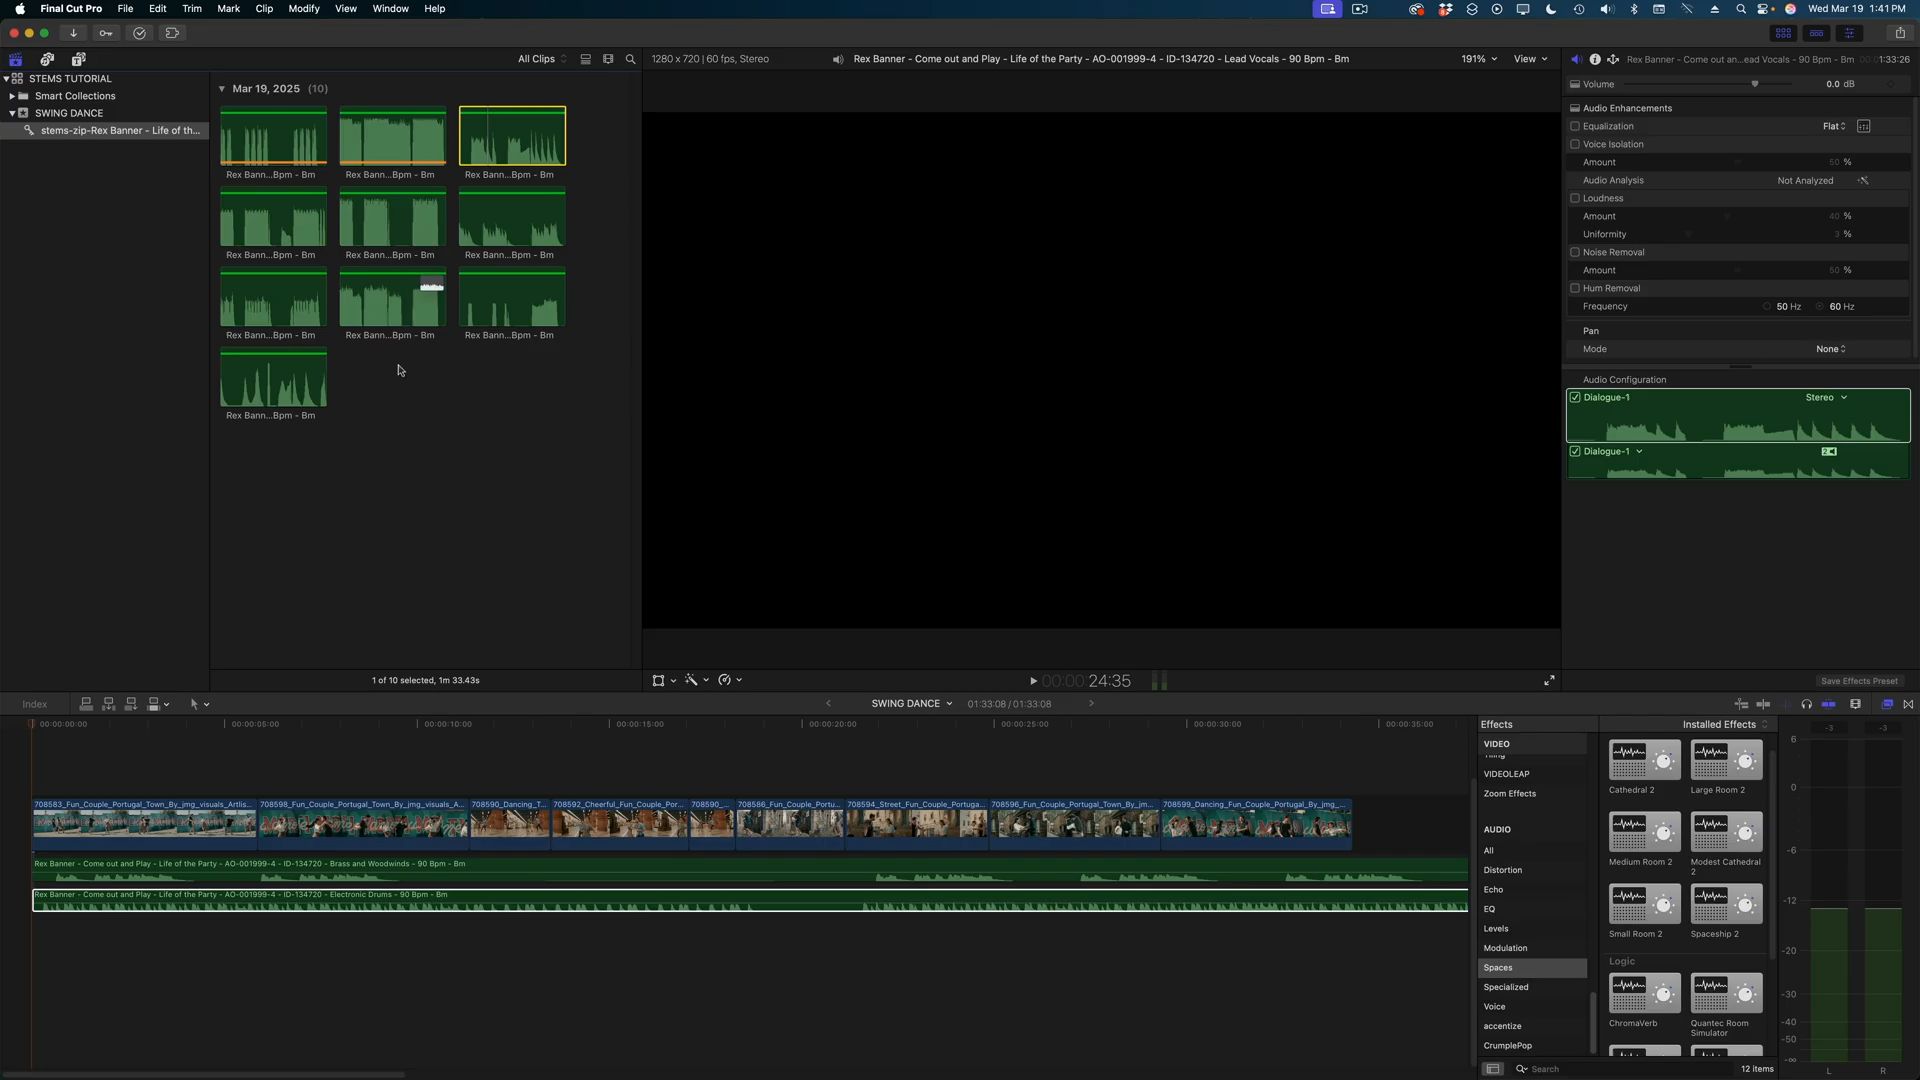 Final Cut Pro File Edit Trim Mark Clip Modify View Window Help
Wed Mar 19 1:41 PM
All Clips
1280 x 720 | 60 fps, Stereo
Rex Banner - Come out and Play - Life of the Party - AO-001999-4 - ID-134720 - Lead Vocals - 90 Bpm - Bm
191% View
Rex Banner - Come out an...ead Vocals - 90 Bpm - Bm
1:33:26
STEMS TUTORIAL
Smart Collections
SWING DANCE
stems-zip-Rex Banner - Life of th...
Mar 19, 2025 (10)
Rex Bann...Bpm - Bm
Rex Bann...Bpm - Bm
Rex Bann...Bpm - Bm
Rex Bann...Bpm - Bm
Rex Bann...Bpm - Bm
Rex Bann...Bpm - Bm
Rex Bann...Bpm - Bm
Rex Bann...Bpm - Bm
Rex Bann...Bpm - Bm
Rex Bann...Bpm - Bm
1 of 10 selected, 1m 33.43s
00:00:24:35
Volume 0.0 dB
Audio Enhancements
Equalization Flat
Voice Isolation
Amount 50 %
Audio Analysis Not Analyzed
Loudness
Amount 40 %
Uniformity 3 %
Noise Removal
Amount 50 %
Hum Removal
Frequency 50 Hz 60 Hz
Pan
Mode None
Audio Configuration
Dialogue-1 Stereo
Dialogue-1
Save Effects Preset
Index
SWING DANCE 01:33:08 / 01:33:08
00:00:00:00 00:00:05:00 00:00:10:00 00:00:15:00 00:00:20:00 00:00:25:00 00:00:30:00 00:00:35:00
708583_Fun_Couple_Portugal_Town_By_jmg_visuals_Artlis...
708598_Fun_Couple_Portugal_Town_By_jmg_visuals_A...
708590_Dancing_T...
708592_Cheerful_Fun_Couple_Por...
708590_...
708586_Fun_Couple_Portu...
708594_Street_Fun_Couple_Portuga...
708596_Fun_Couple_Portugal_Town_By_jm...
708599_Dancing_Fun_Couple_Portugal_By_jmg_...
Rex Banner - Come out and Play - Life of the Party - AO-001999-4 - ID-134720 - Brass and Woodwinds - 90 Bpm - Bm
Rex Banner - Come out and Play - Life of the Party - AO-001999-4 - ID-134720 - Electronic Drums - 90 Bpm - Bm
Effects
Installed Effects
VIDEO
Tiling
VIDEOLEAP
Zoom Effects
AUDIO
All
Distortion
Echo
EQ
Levels
Modulation
Spaces
Specialized
Voice
accentize
CrumplePop
Cathedral 2
Large Room 2
Medium Room 2
Modest Cathedral 2
Small Room 2
Spaceship 2
Logic
ChromaVerb
Quantec Room Simulator
Search
12 items
-3 -3
6
0
-6
-12
-20
-30
-40
-50
-∞
L R